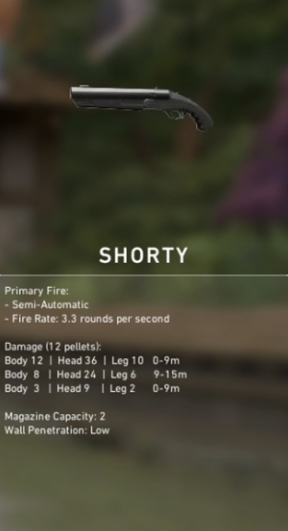 SHORTY
Primary Fire:
- Semi-Automatic
- Fire Rate: 3.3 rounds per second
Damage (12 pellets):
Body 12 | Head 36 | Leg 10 0-9m
Body 8 | Head 24 | Leg 6 9-15m
Body 3 | Head 9 | Leg 2 0-9m
Magazine Capacity: 2
Wall Penetration: Low